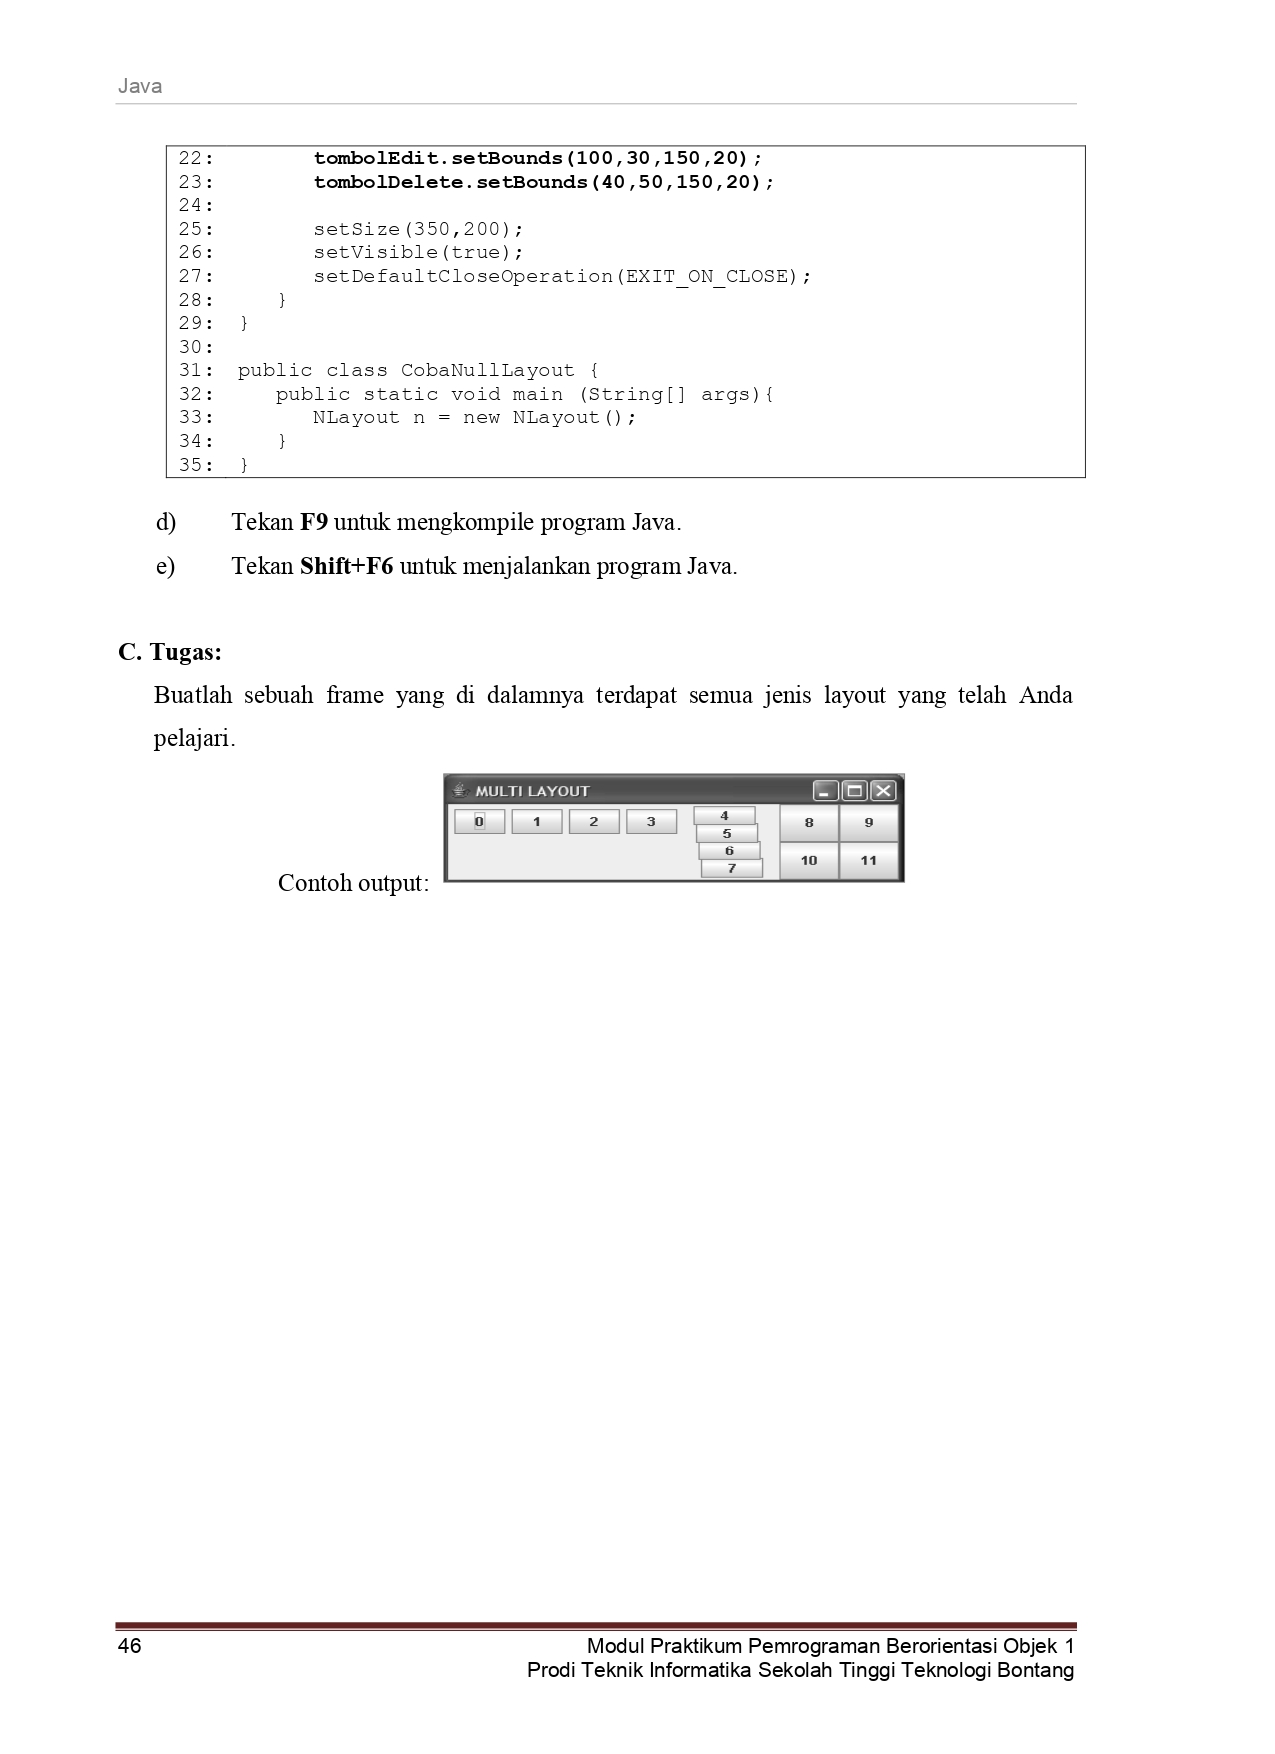 Java
22:        tombolEdit.setBounds(100,30,150,20);
23:        tombolDelete.setBounds(40,50,150,20);
24:
25:        setSize(350,200);
26:        setVisible(true);
27:        setDefaultCloseOperation(EXIT_ON_CLOSE);
28:     }
29:  }
30:
31:  public class CobaNullLayout {
32:     public static void main (String[] args){
33:        NLayout n = new NLayout();
34:     }
35:  }
d) Tekan F9 untuk mengkompile program Java.
e) Tekan Shift+F6 untuk menjalankan program Java.
C. Tugas:
Buatlah sebuah frame yang di dalamnya terdapat semua jenis layout yang telah Anda
pelajari.
MULTI LAYOUT
0 1 2 3 4 8 9
5
6
7 10 11
Contoh output:
46 Modul Praktikum Pemrograman Berorientasi Objek 1
Prodi Teknik Informatika Sekolah Tinggi Teknologi Bontang